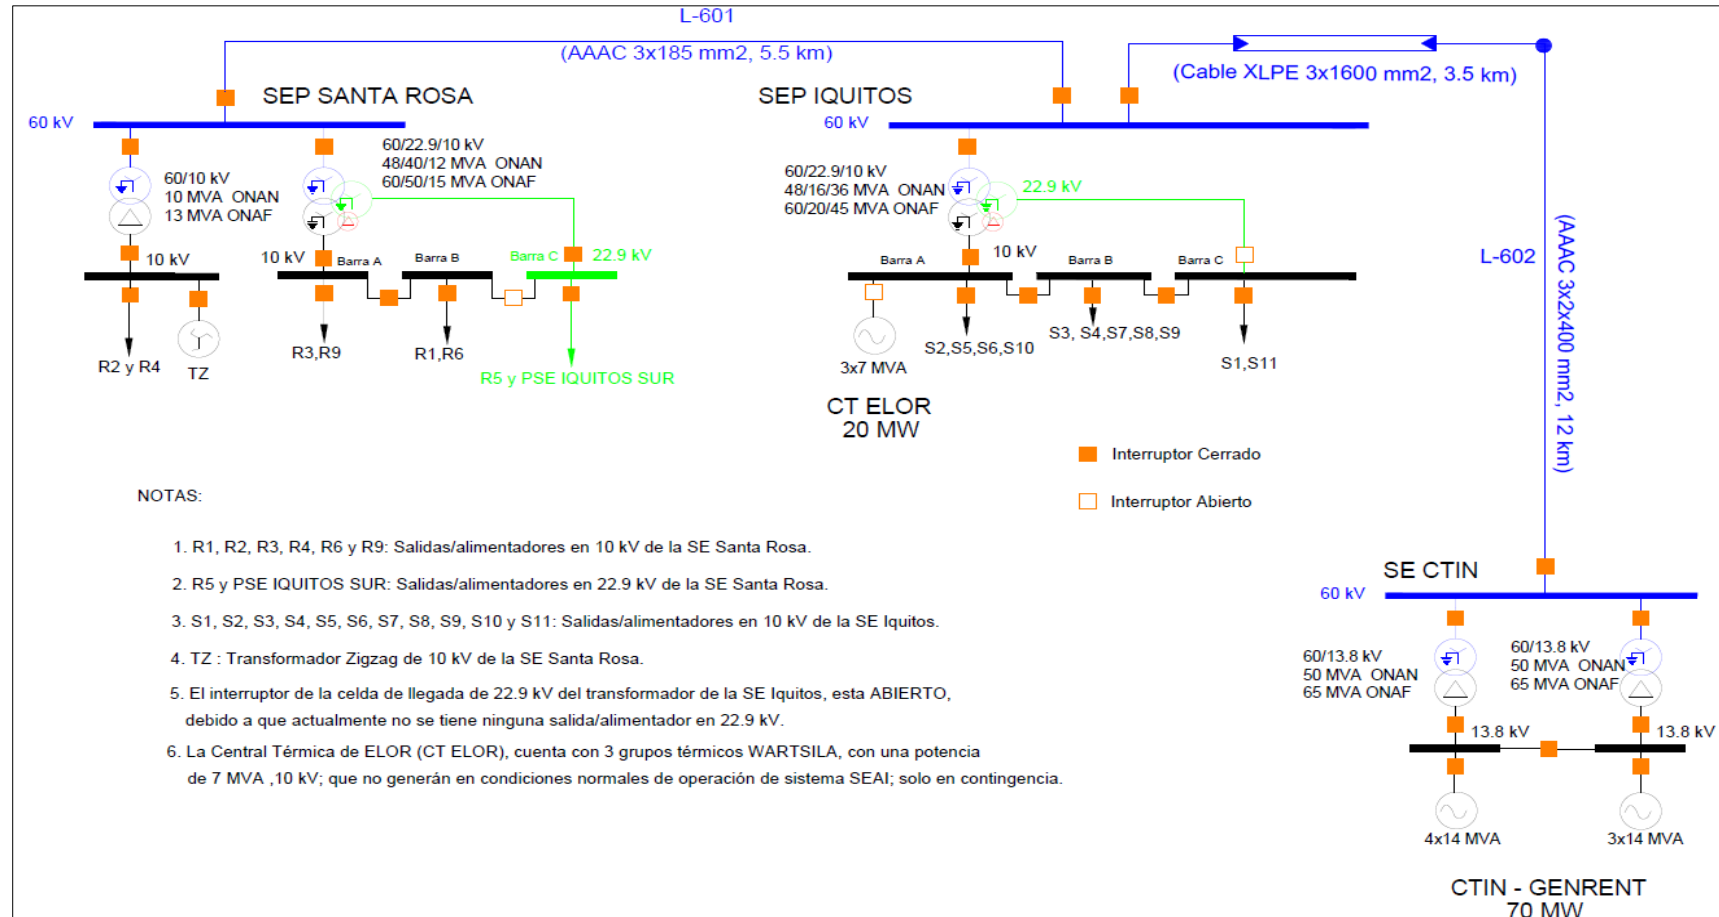 L-601
(AAAC 3x185 mm2, 5.5 km)
(Cable XLPE 3x1600 mm2, 3.5 km)
SEP SANTA ROSA
SEP IQUITOS
60 kV
60 kV
60/10 kV
10 MVA ONAN
13 MVA ONAF
60/22.9/10 kV
48/40/12 MVA ONAN
60/50/15 MVA ONAF
60/22.9/10 kV
48/16/36 MVA ONAN
60/20/45 MVA ONAF
22.9 kV
10 kV
10 kV
Barra A
Barra B
Barra C
22.9 kV
Barra A
10 kV
Barra B
Barra C
L-602
(AAAC 3x2x400 mm2, 12 km)
R2 y R4
TZ
R3,R9
R1,R6
R5 y PSE IQUITOS SUR
3x7 MVA
S2,S5,S6,S10
S3, S4,S7,S8,S9
S1,S11
CT ELOR
20 MW
Interruptor Cerrado
Interruptor Abierto
NOTAS:
1. R1, R2, R3, R4, R6 y R9: Salidas/alimentadores en 10 kV de la SE Santa Rosa.
2. R5 y PSE IQUITOS SUR: Salidas/alimentadores en 22.9 kV de la SE Santa Rosa.
3. S1, S2, S3, S4, S5, S6, S7, S8, S9, S10 y S11: Salidas/alimentadores en 10 kV de la SE Iquitos.
4. TZ : Transformador Zigzag de 10 kV de la SE Santa Rosa.
5. El interruptor de la celda de llegada de 22.9 kV del transformador de la SE Iquitos, esta ABIERTO,
debido a que actualmente no se tiene ninguna salida/alimentador en 22.9 kV.
6. La Central Térmica de ELOR (CT ELOR), cuenta con 3 grupos térmicos WARTSILA, con una potencia
de 7 MVA ,10 kV; que no generán en condiciones normales de operación de sistema SEAI; solo en contingencia.
SE CTIN
60 kV
60/13.8 kV
50 MVA ONAN
65 MVA ONAF
60/13.8 kV
50 MVA ONAN
65 MVA ONAF
13.8 kV
13.8 kV
4x14 MVA
3x14 MVA
CTIN - GENRENT
70 MW